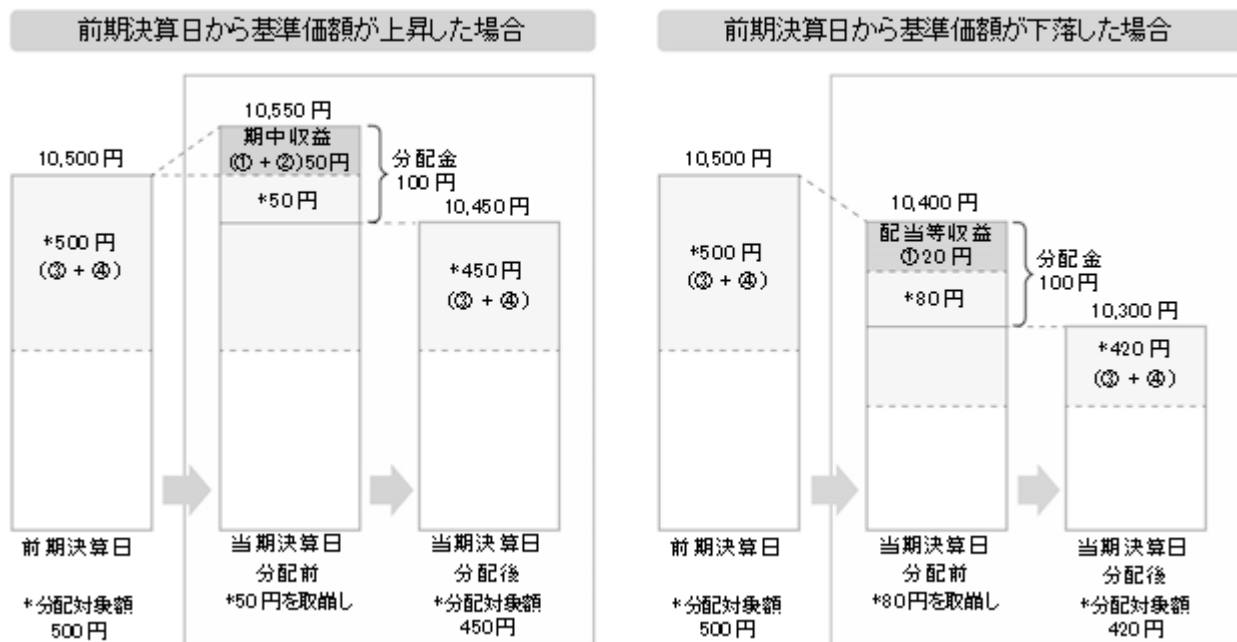 前期決算日から基準価額が上昇した場合
10,500円
*500円
(③+④)
前期決算日
*分配対象額
500円
10,550円
期中収益
(①+②)50円
*50円
分配金
100円
当期決算日
分配前
*50円を取崩し
10,450円
*450円
(③+④)
当期決算日
分配後
*分配対象額
450円
前期決算日から基準価額が下落した場合
10,500円
*500円
(③+④)
前期決算日
*分配対象額
500円
10,400円
配当等収益
①20円
*80円
分配金
100円
当期決算日
分配前
*80円を取崩し
10,300円
*420円
(③+④)
当期決算日
分配後
*分配対象額
420円